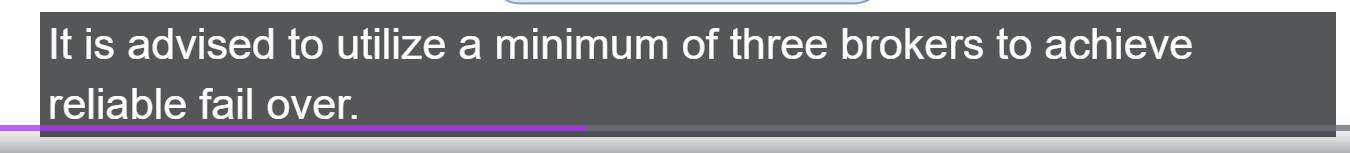 It is advised to utilize a minimum of three brokers to achieve
reliable fail over.